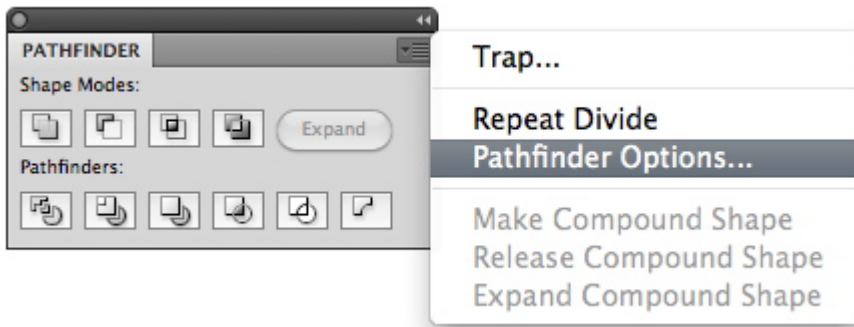 PATHFINDER
Shape Modes:
Expand
Pathfinders:
Trap...
Repeat Divide
Pathfinder Options...
Make Compound Shape
Release Compound Shape
Expand Compound Shape